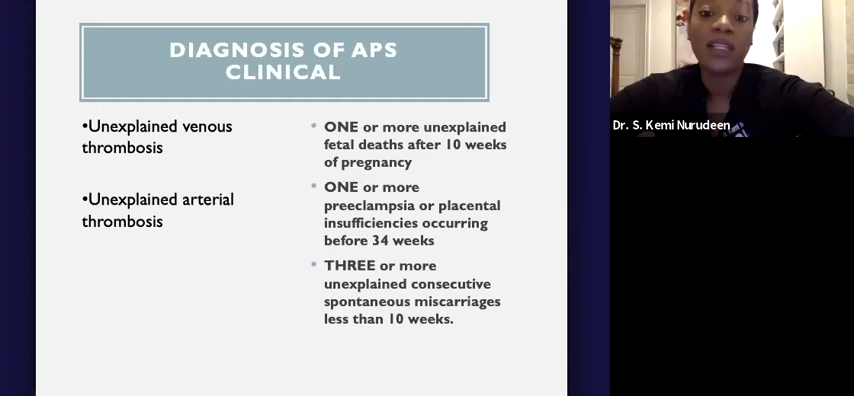 DIAGNOSIS OF APS
CLINICAL
•Unexplained venous
thrombosis
•Unexplained arterial
thrombosis
• ONE or more unexplained
fetal deaths after 10 weeks
of pregnancy
• ONE or more
preeclampsia or placental
insufficiencies occurring
before 34 weeks
• THREE or more
unexplained consecutive
spontaneous miscarriages
less than 10 weeks.
Dr. S. Kemi Nurudeen